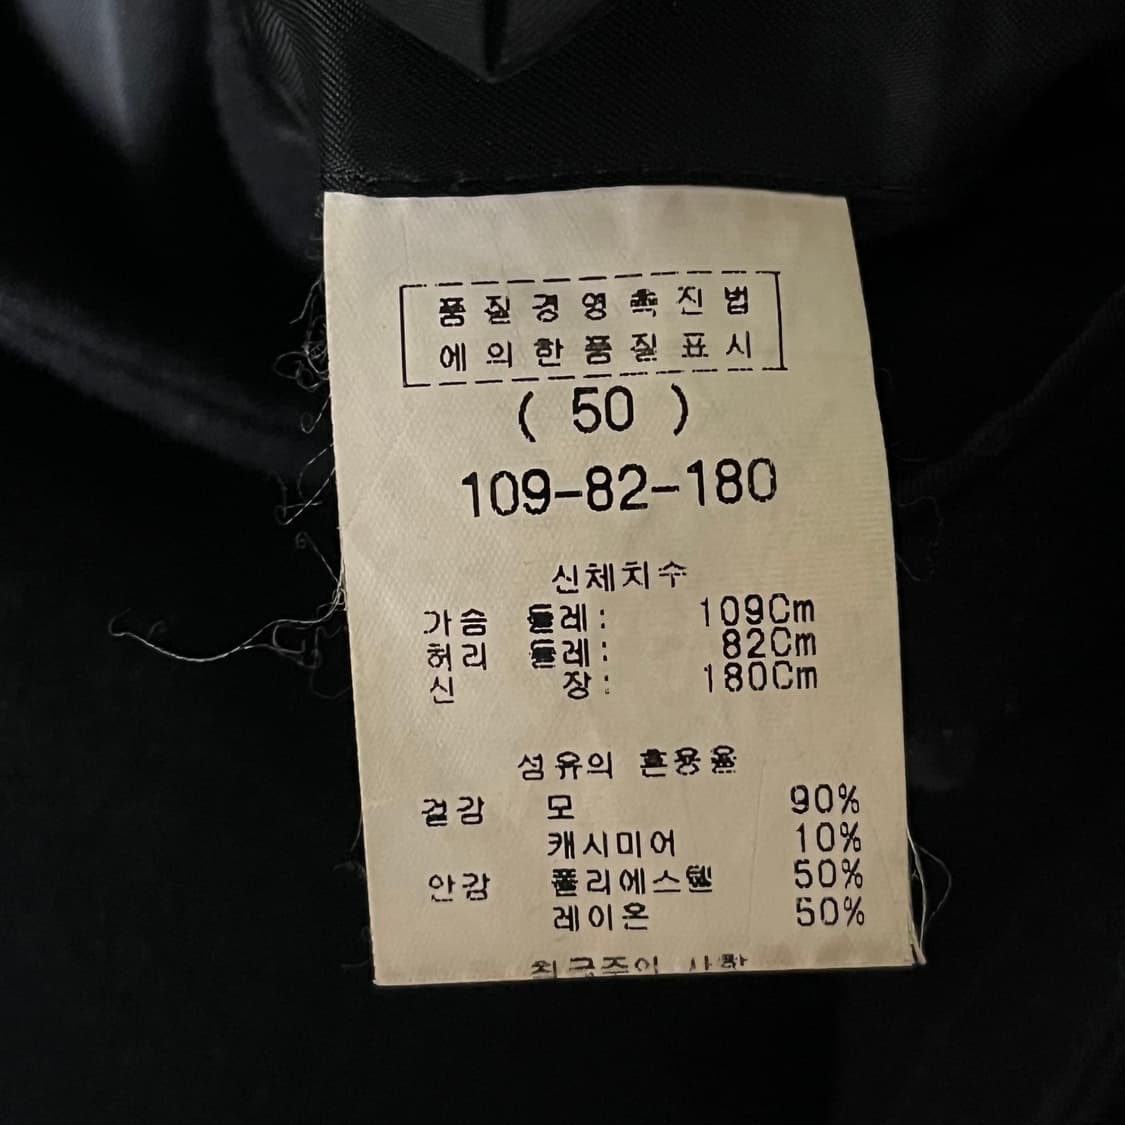 품질경영촉진법
에의한품질표시
( 50 )
109-82-180
신체치수
가슴 둘레: 109Cm
허리 둘레: 82Cm
신 장: 180Cm
섬유의 혼용율
겉감 모 90%
캐시미어 10%
안감 폴리에스텔 50%
레이온 50%